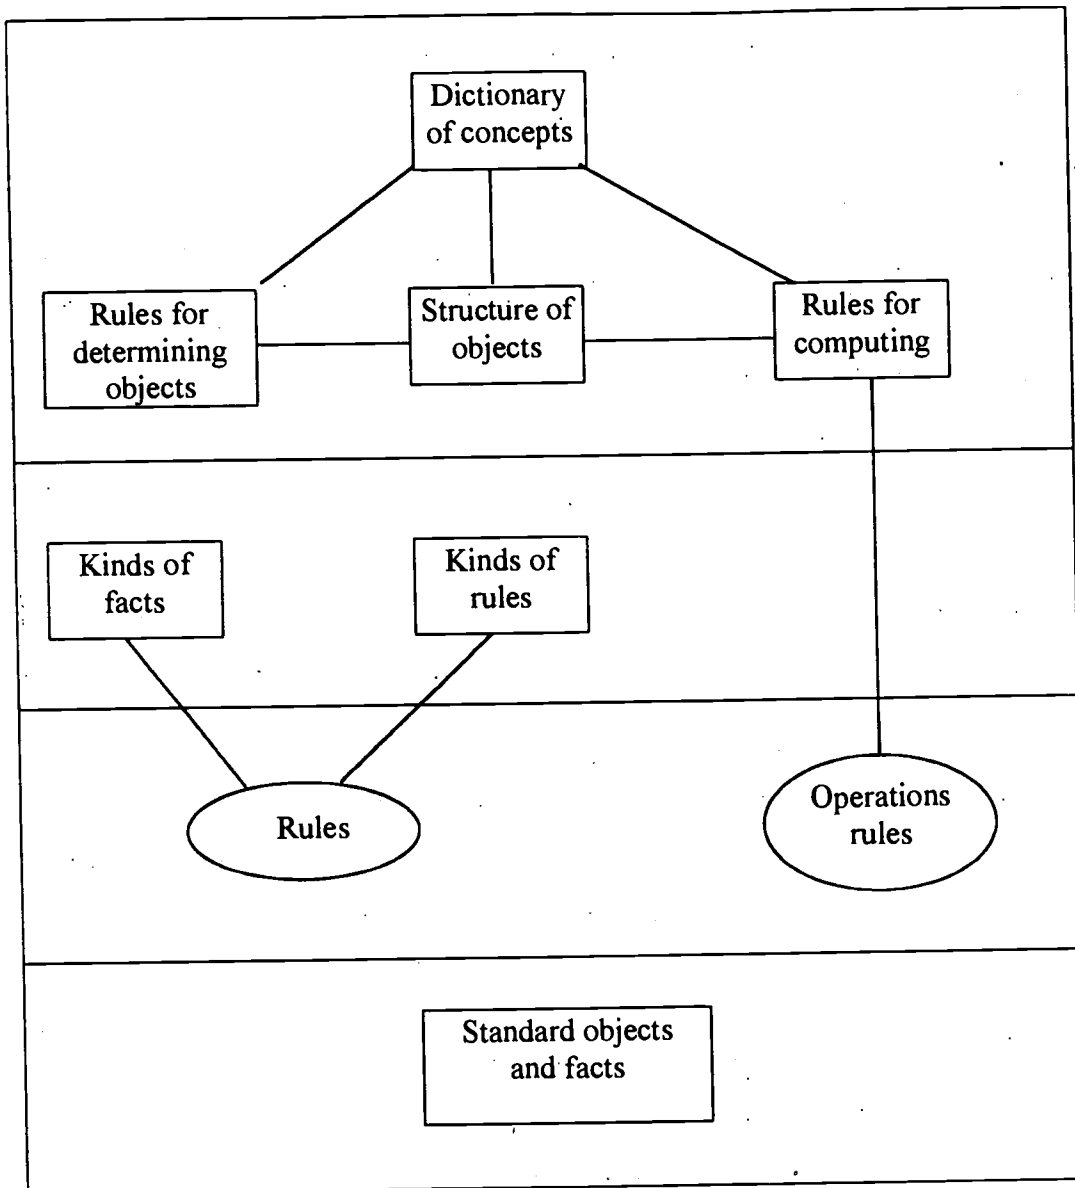 Dictionary
of concepts
Rules for
determining
objects
Structure of
objects
Rules for
computing
Kinds of
facts
Kinds of
rules
Rules
Operations
rules
Standard objects
and facts